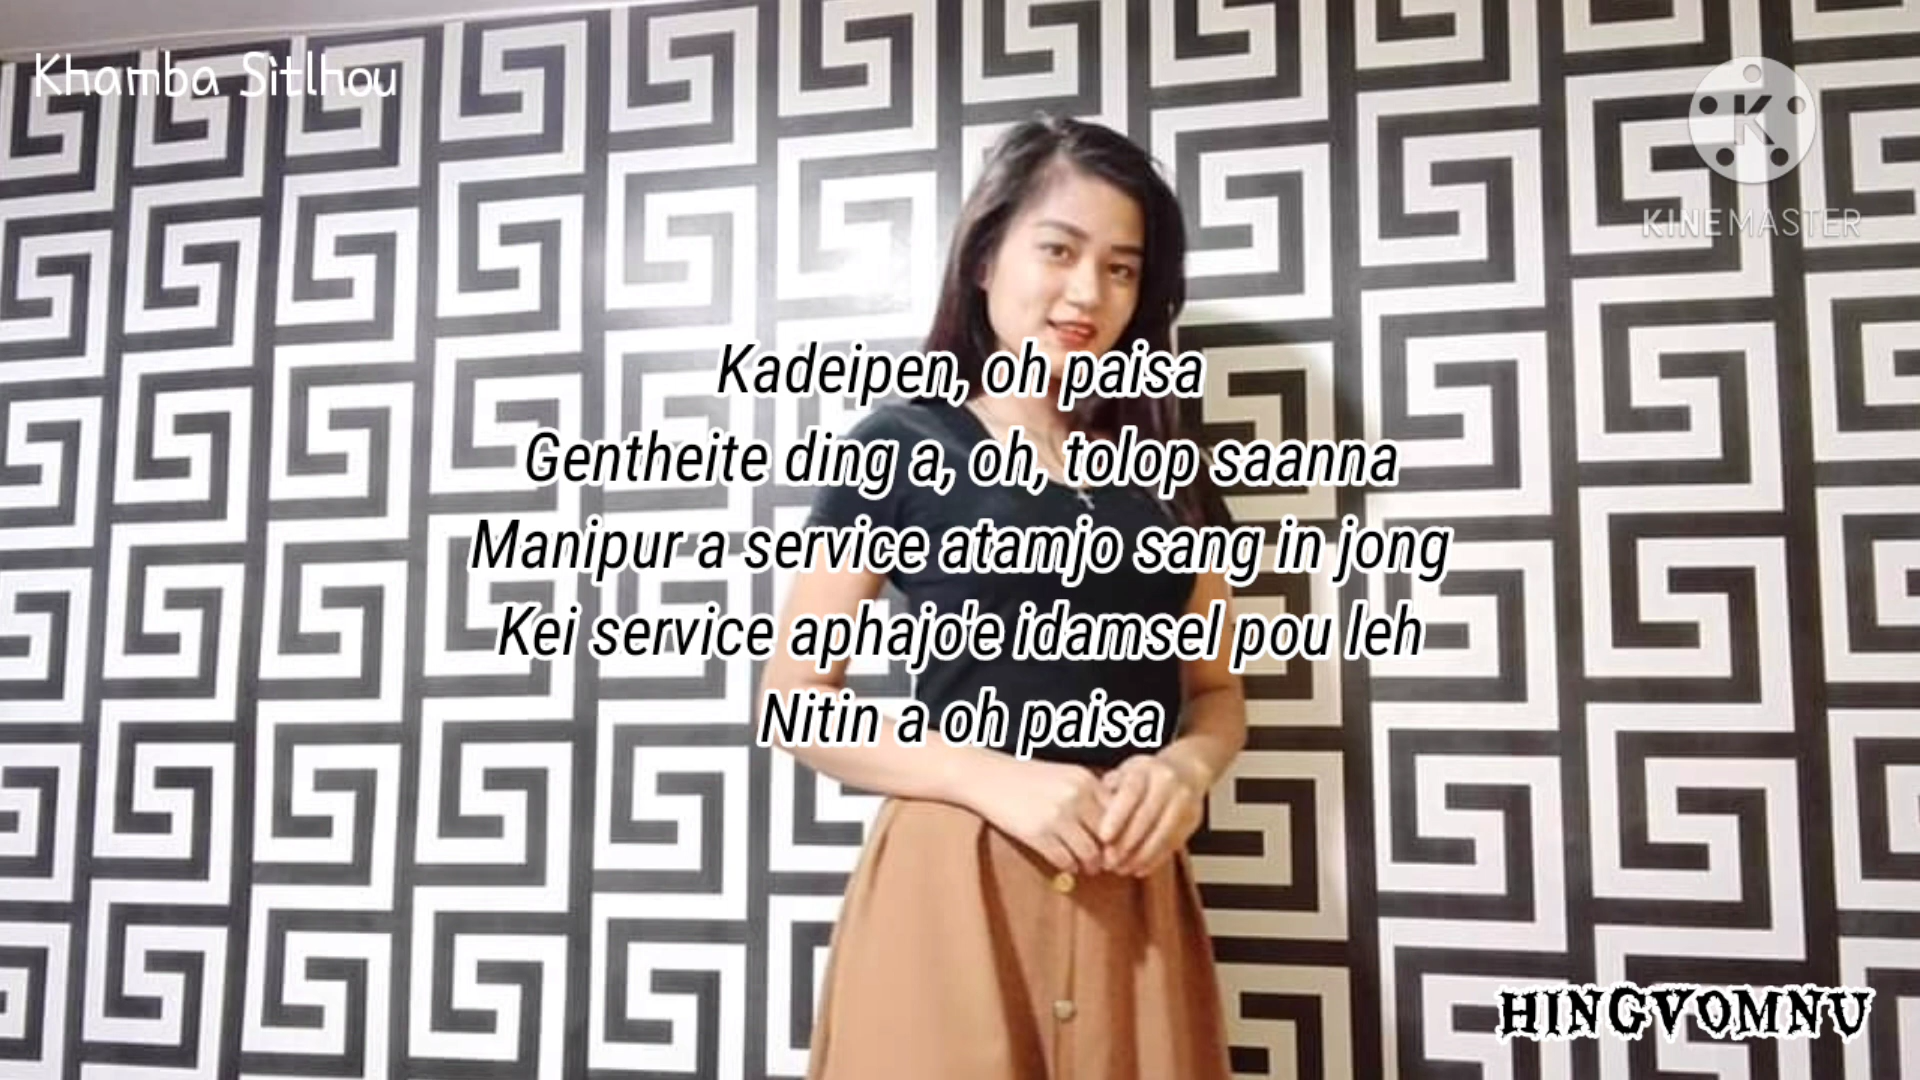 Khamba Sitlhou
K
KINEMASTER
Kadeipen, oh paisa
Gentheite ding a, oh, tolop saanna
Manipur a service atamjo sang in jong
Kei service aphajo'e idamsel pou leh
Nitin a oh paisa
HINGVOMNU